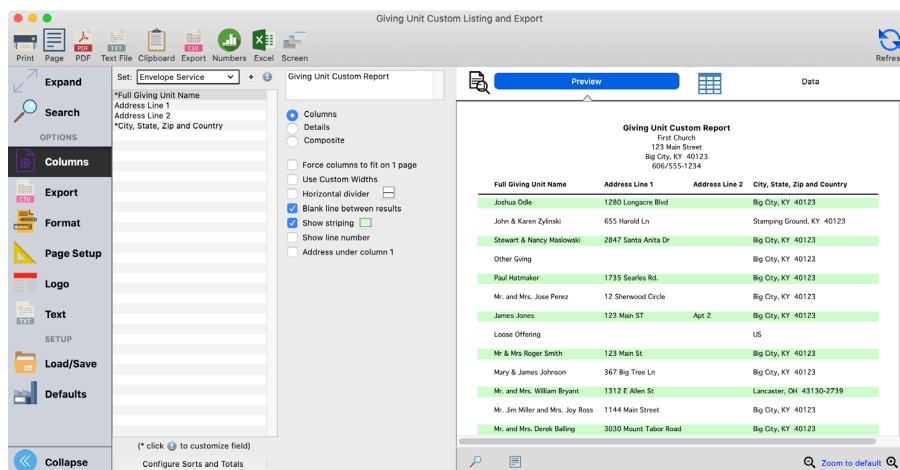 Giving Unit Custom Listing and Export
Print Page PDF Text File Clipboard Export Numbers Excel Screen Refres
Expand
Search
OPTIONS
Columns
Export
Format
Page Setup
Logo
Text
SETUP
Load/Save
Defaults
Collapse
Set: Envelope Service
*Full Giving Unit Name
Address Line 1
Address Line 2
*City, State, Zip and Country
(* click to customize field)
Configure Sorts and Totals
Giving Unit Custom Report
Columns
Details
Composite
Force columns to fit on 1 page
Use Custom Widths
Horizontal divider
Blank line between results
Show striping
Show line number
Address under column 1
Preview Data
Giving Unit Custom Report
First Church
123 Main Street
Big City, KY 40123
606/555-1234
Full Giving Unit Name Address Line 1 Address Line 2 City, State, Zip and Country
Joshua Odle 1280 Longacre Blvd Big City, KY 40123
John & Karen Zylinski 655 Harold Ln Stamping Ground, KY 40123
Stewart & Nancy Maslowski 2847 Santa Anita Dr Big City, KY 40123
Other Gving Big City, KY 40123
Paul Hatmaker 1735 Searles Rd. Big City, KY 40123
Mr. and Mrs. Jose Perez 12 Sherwood Circle Big City, KY 40123
James Jones 123 Main ST Apt 2 Big City, KY 40123
Loose Offering US
Mr & Mrs Roger Smith 123 Main St Big City, KY 40123
Mary & James Johnson 367 Big Tree Ln Big City, KY 40123
Mr. and Mrs. William Bryant 1312 E Allen St Lancaster, OH 43130-2739
Mr. Jim Miller and Mrs. Joy Ross 1144 Main Street Big City, KY 40123
Mr. and Mrs. Derek Balling 3030 Mount Tabor Road Big City, KY 40123
Zoom to default